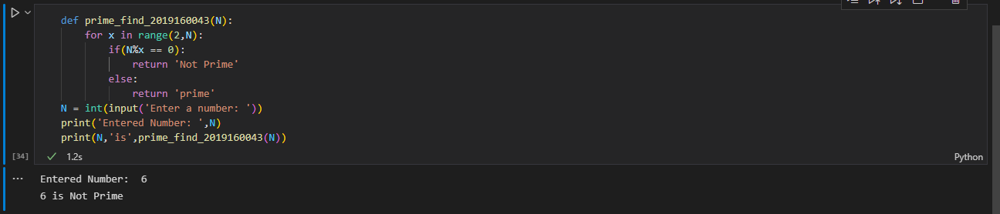 def prime_find_2019160043(N):
    for x in range(2,N):
        if(N%x == 0):
            return 'Not Prime'
        else:
            return 'prime'
N = int(input('Enter a number: '))
print('Entered Number: ',N)
print(N,'is',prime_find_2019160043(N))
[34] ✓ 1.2s Python
... Entered Number:  6
6 is Not Prime